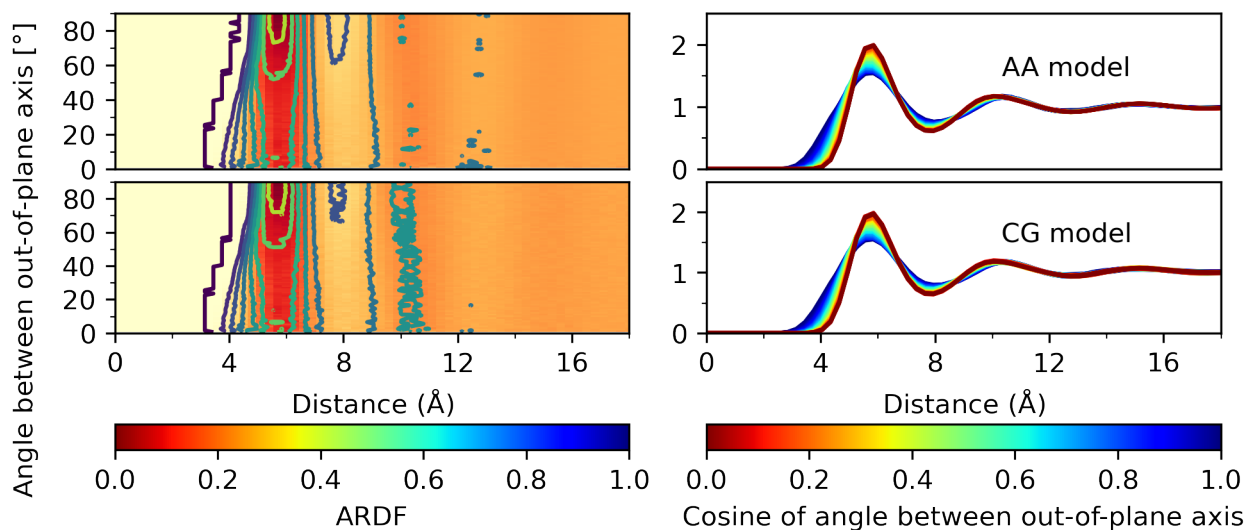 Angle between out-of-plane axis [°]
80
60
40
20
0
80
60
40
20
0
0 4 8 12 16
Distance (Å)
0.0 0.2 0.4 0.6 0.8 1.0
ARDF
2
1
0
AA model
2
1
0
CG model
0 4 8 12 16
Distance (Å)
0.0 0.2 0.4 0.6 0.8 1.0
Cosine of angle between out-of-plane axis